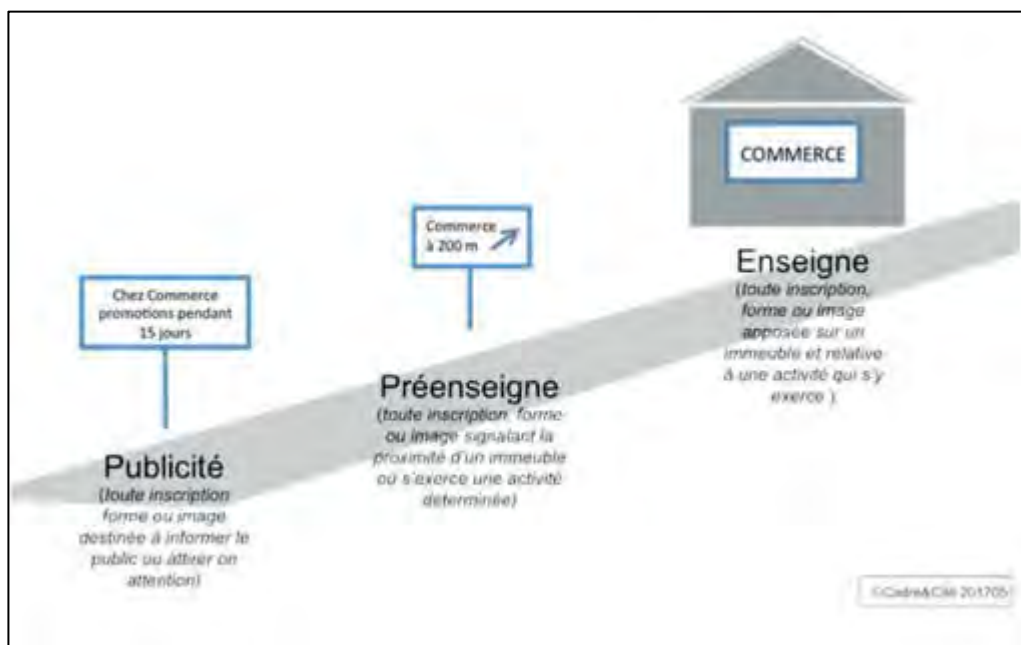 COMMERCE
Commerce
à 200 m
Chez Commerce
promotions pendant
15 jours
Enseigne
(toute inscription,
forme ou image
apposée sur un
immeuble et relative
à une activité qui s'y
exerce )
Préenseigne
(toute inscription, forme
ou image signalant la
proximité d'un immeuble
où s'exerce une activité
déterminée)
Publicité
(toute inscription
forme ou image
destinée à informer le
public ou attirer on
attention)
©Cadre&Cité 201705